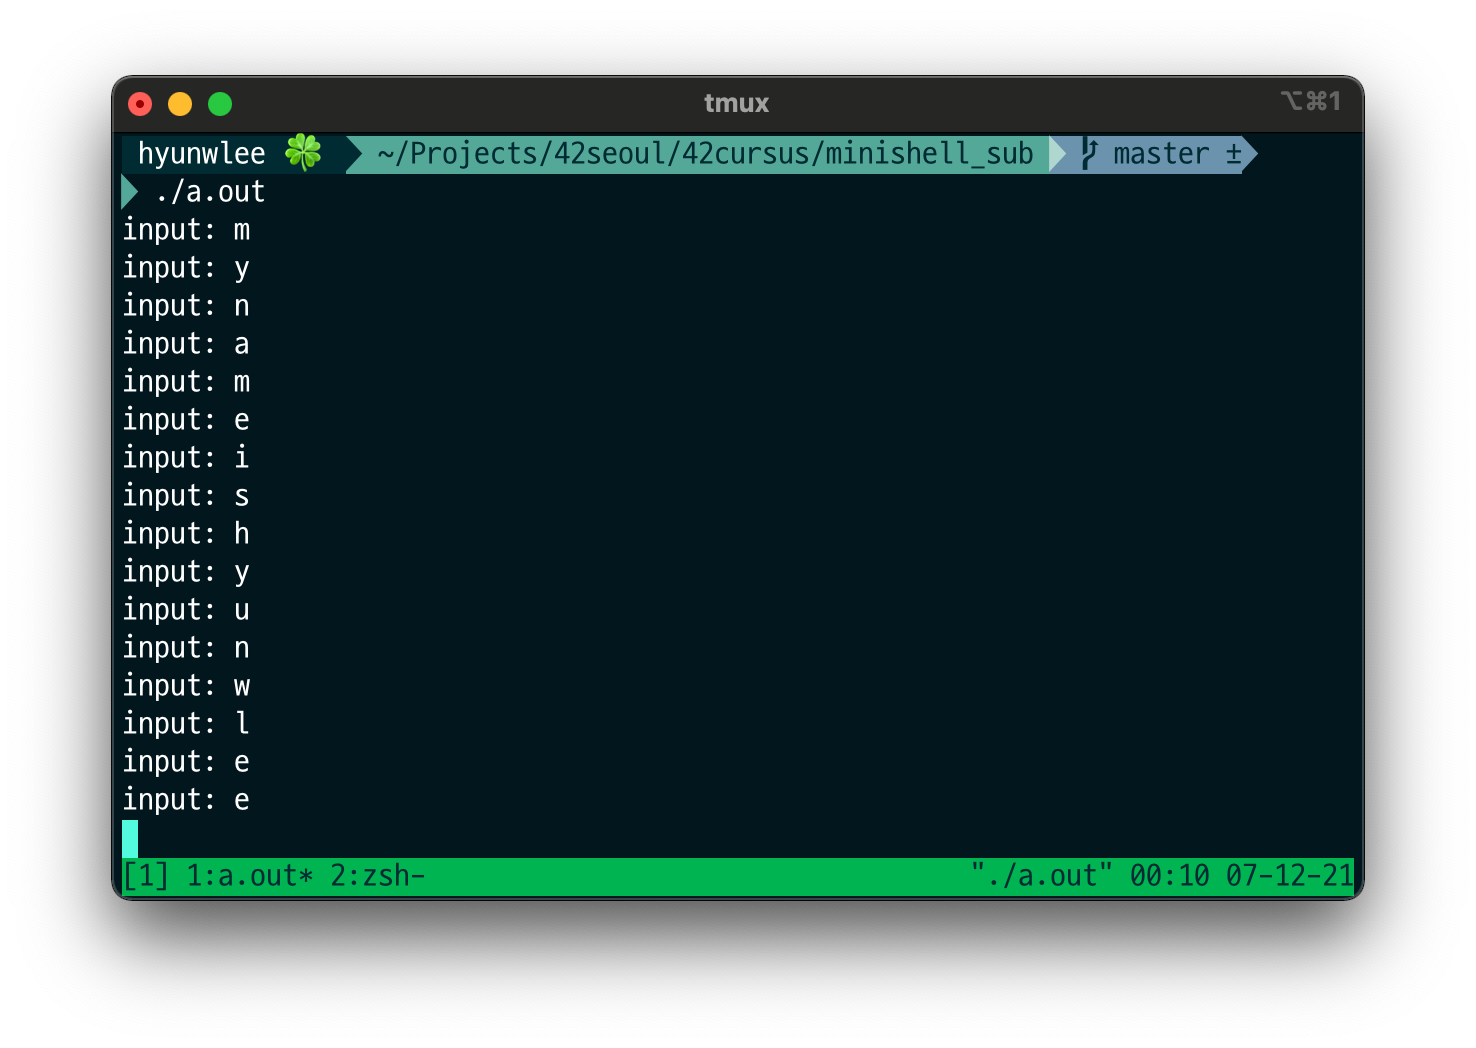 tmux ⌥⌘1
hyunwlee 🍀 ~/Projects/42seoul/42cursus/minishell_sub master ±
./a.out
input: m
input: y
input: n
input: a
input: m
input: e
input: i
input: s
input: h
input: y
input: u
input: n
input: w
input: l
input: e
input: e
[1] 1:a.out* 2:zsh- "./a.out" 00:10 07-12-21